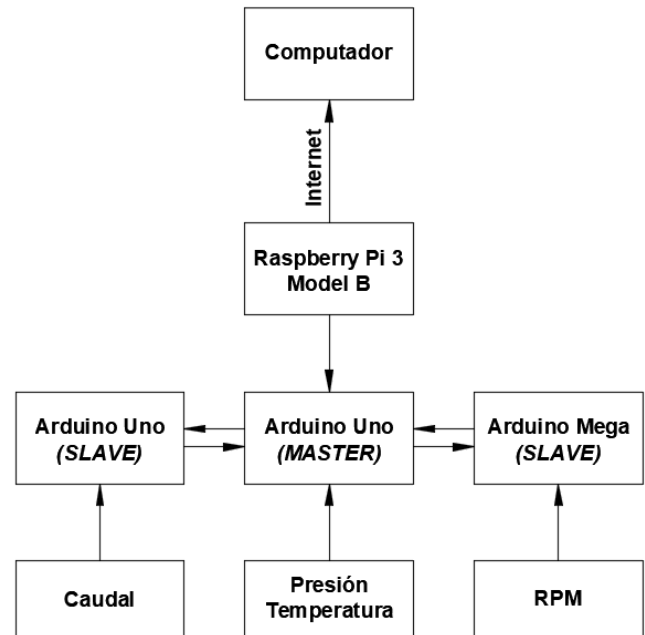 Computador
Internet
Raspberry Pi 3
Model B
Arduino Uno
(SLAVE)
Arduino Uno
(MASTER)
Arduino Mega
(SLAVE)
Caudal
Presión
Temperatura
RPM